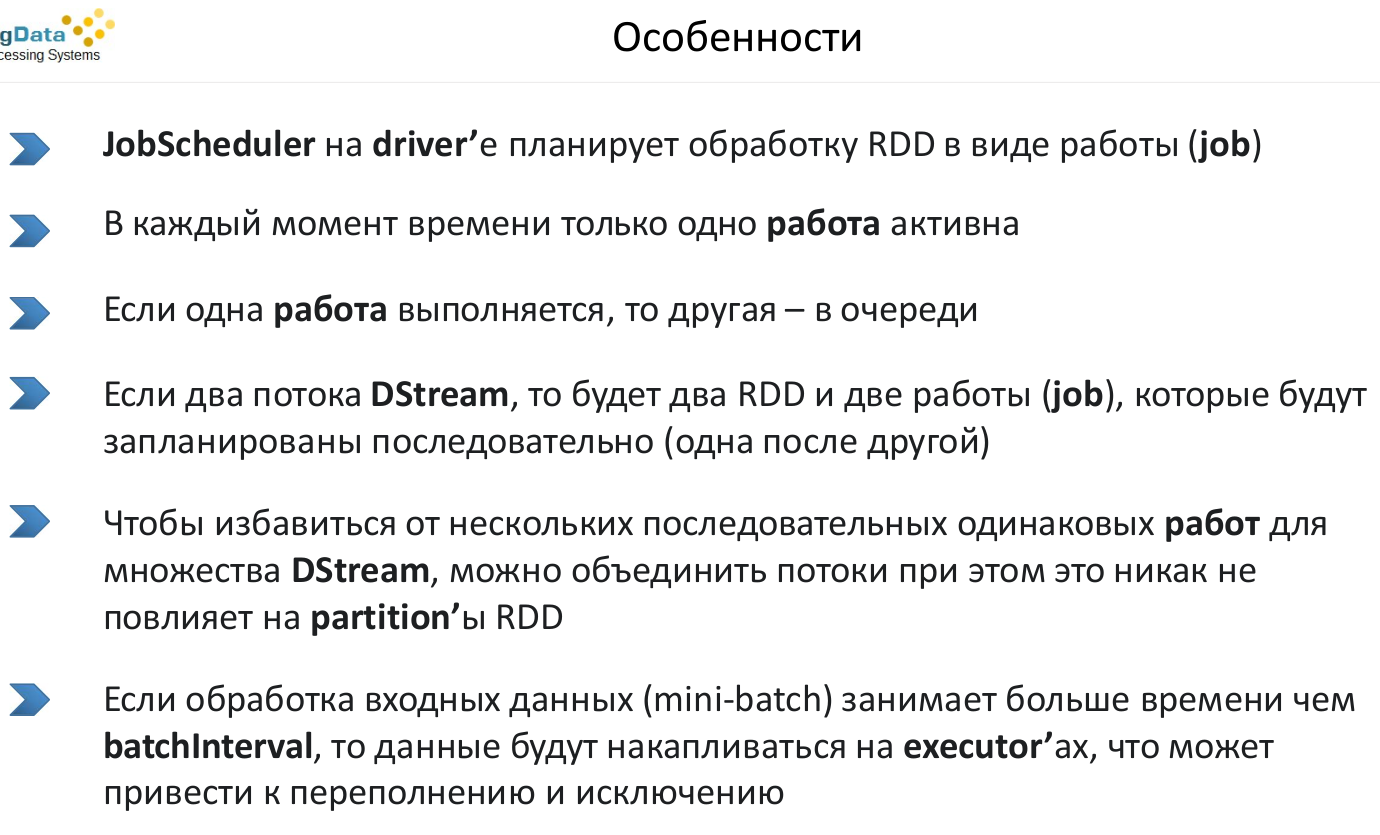 gData
cessing Systems
Особенности
JobScheduler на driver’е планирует обработку RDD в виде работы (job)
В каждый момент времени только одно работа активна
Если одна работа выполняется, то другая – в очереди
Если два потока DStream, то будет два RDD и две работы (job), которые будут
запланированы последовательно (одна после другой)
Чтобы избавиться от нескольких последовательных одинаковых работ для
множества DStream, можно объединить потоки при этом это никак не
повлияет на partition’ы RDD
Если обработка входных данных (mini-batch) занимает больше времени чем
batchInterval, то данные будут накапливаться на executor’ах, что может
привести к переполнению и исключению